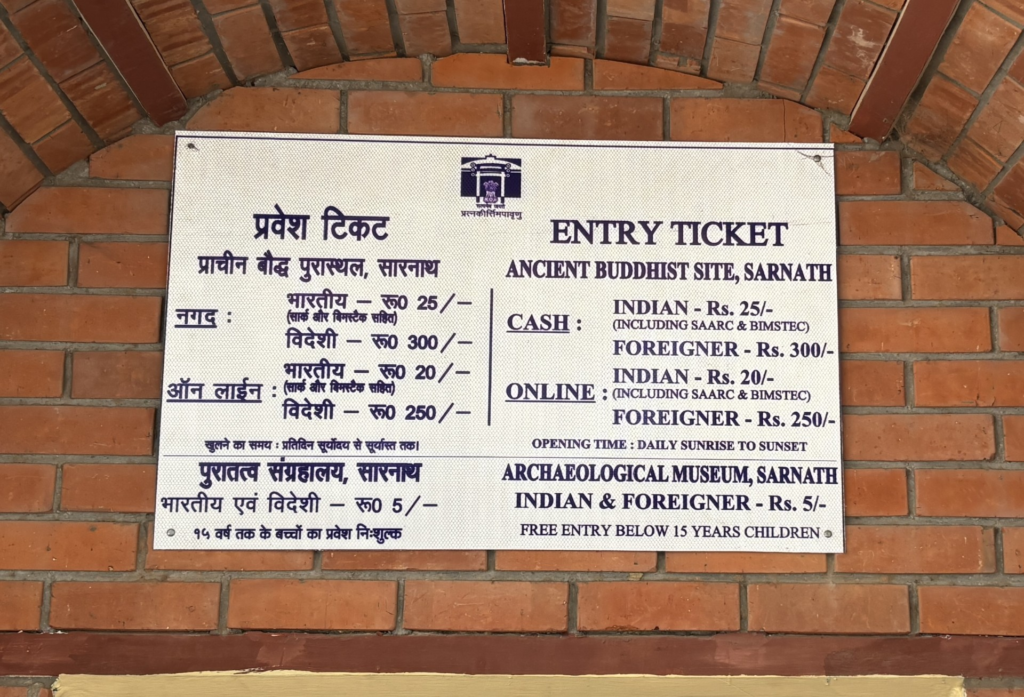 प्रत्नकीर्त्तिमपावृणु
प्रवेश टिकट
प्राचीन बौद्ध पुरास्थल, सारनाथ
नगद :
भारतीय – रू0 25/–
(सार्क और बिमस्टैक सहित)
विदेशी – रू0 300/–
ऑन लाईन :
भारतीय – रू0 20/–
(सार्क और बिमस्टैक सहित)
विदेशी – रू0 250/–
खुलने का समय : प्रतिदिन सूर्योदय से सूर्यास्त तक।
पुरातत्व संग्रहालय, सारनाथ
भारतीय एवं विदेशी – रू0 5/–
१५ वर्ष तक के बच्चों का प्रवेश निःशुल्क
ENTRY TICKET
ANCIENT BUDDHIST SITE, SARNATH
CASH :
INDIAN - Rs. 25/-
(INCLUDING SAARC & BIMSTEC)
FOREIGNER - Rs. 300/-
ONLINE :
INDIAN - Rs. 20/-
(INCLUDING SAARC & BIMSTEC)
FOREIGNER - Rs. 250/-
OPENING TIME : DAILY SUNRISE TO SUNSET
ARCHAEOLOGICAL MUSEUM, SARNATH
INDIAN & FOREIGNER - Rs. 5/-
FREE ENTRY BELOW 15 YEARS CHILDREN